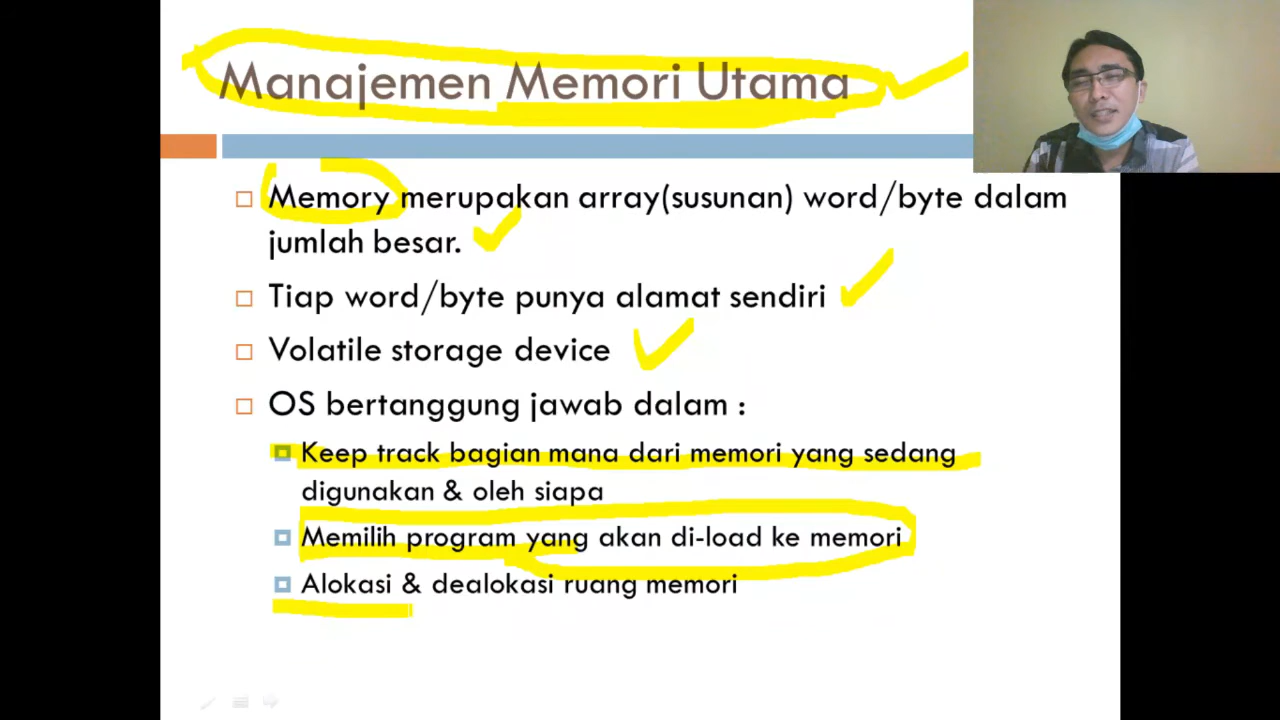 Manajemen Memori Utama
Memory merupakan array(susunan) word/byte dalam
jumlah besar.
Tiap word/byte punya alamat sendiri
Volatile storage device
OS bertanggung jawab dalam :
Keep track bagian mana dari memori yang sedang
digunakan & oleh siapa
Memilih program yang akan di-load ke memori
Alokasi & dealokasi ruang memori